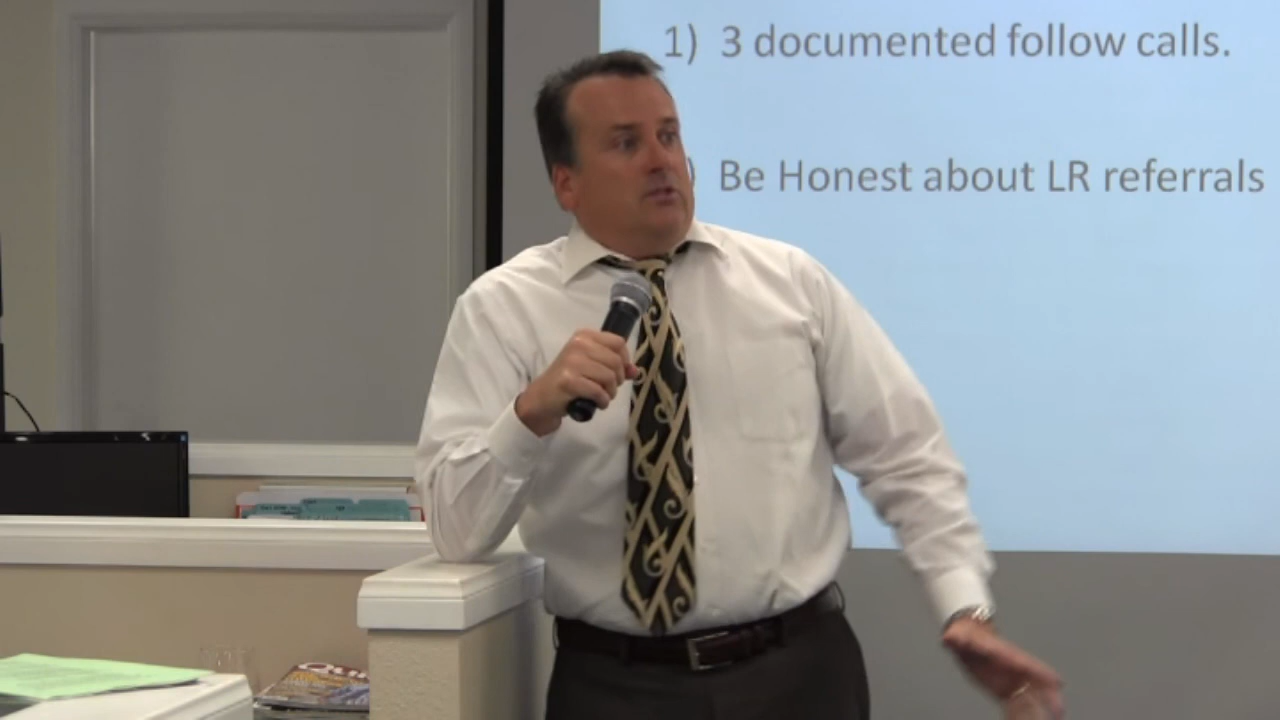 1) 3 documented follow calls.
) Be Honest about LR referrals